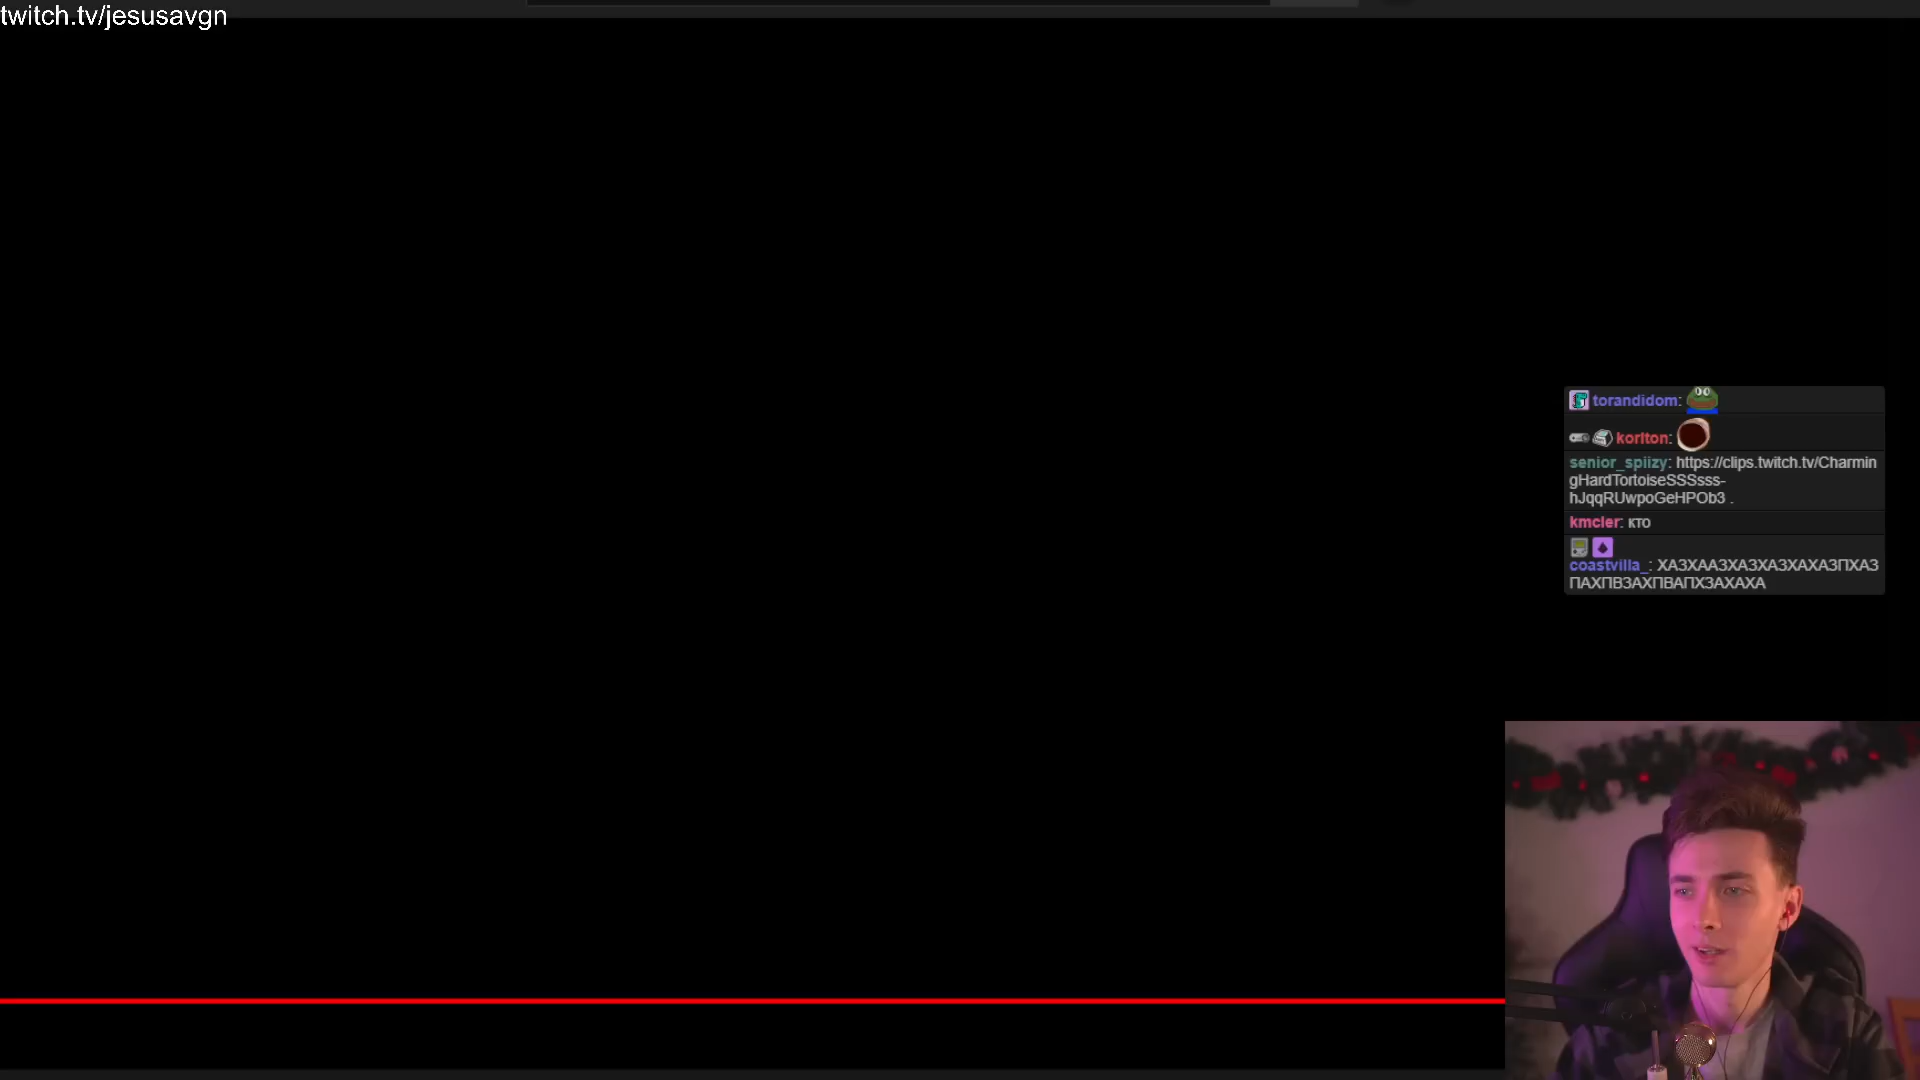 twitch.tv/jesusavgn
torandidom:
korlton:
senior_spiizy: https://clips.twitch.tv/Charmin
gHardTortoiseSSSsss-
hJqqRUwpoGeHPOb3 .
kmcler: кто
coastvilla_: ХАЗХААЗХАЗХАЗХАХАЗПХАЗ
ПАХПВЗАХПВАПХЗАХАХА